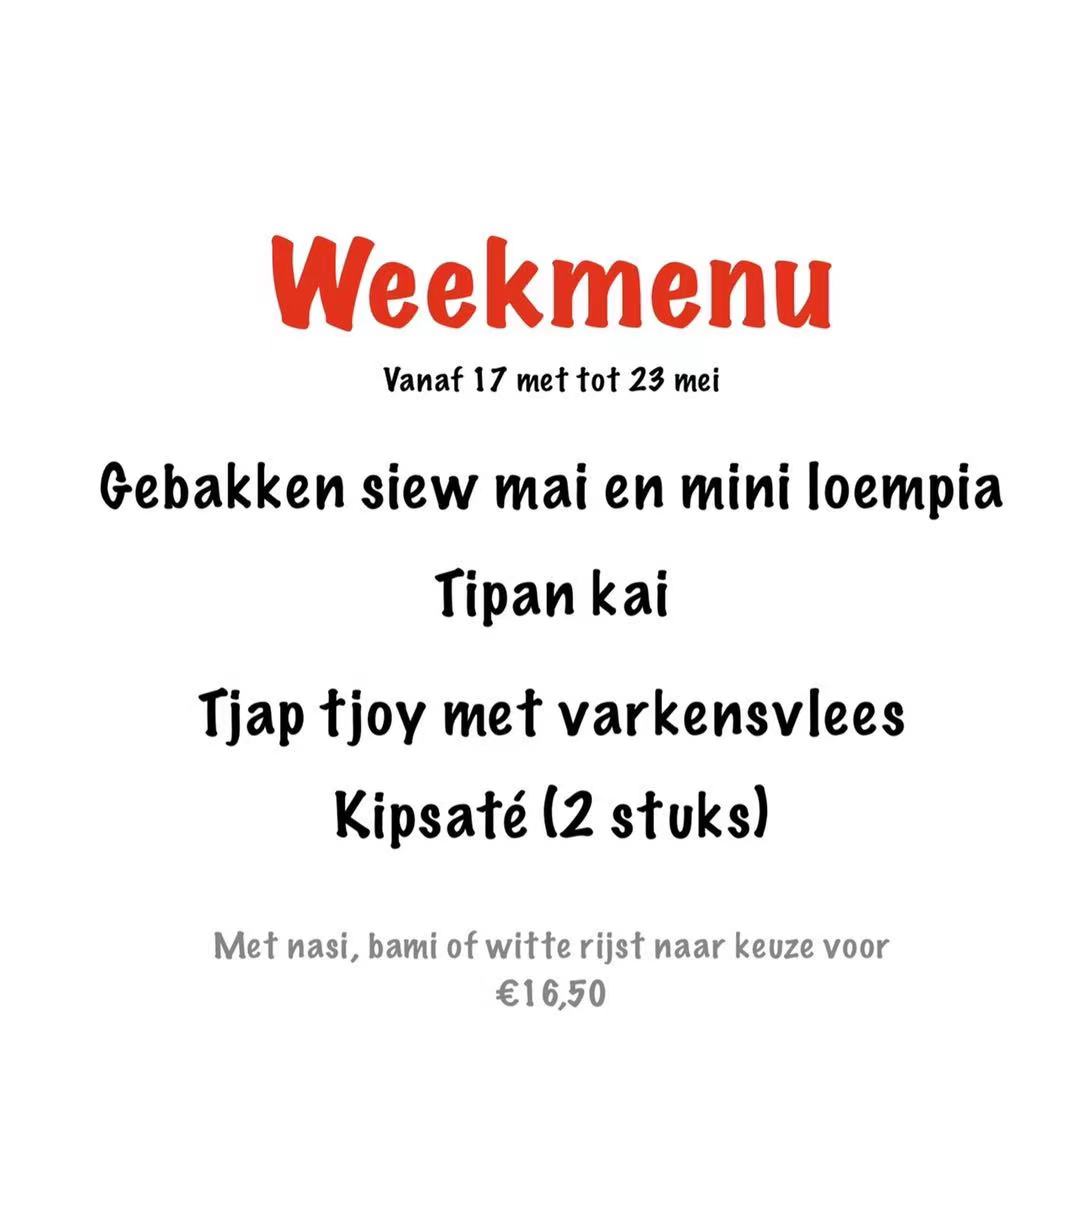 Weekmenu
Vanaf 17 met tot 23 mei
Gebakken siew mai en mini loempia
Tipan kai
Tjap tjoy met varkensvlees
Kipsaté (2 stuks)
Met nasi, bami of witte rijst naar keuze voor
€16,50